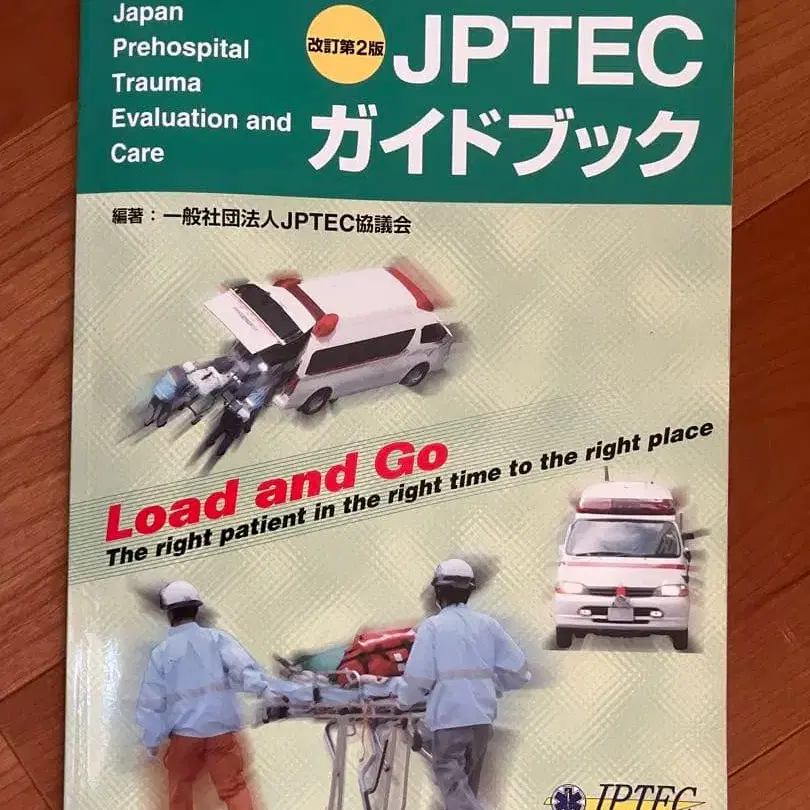 Japan
Prehospital
Trauma
Evaluation and
Care
改訂第2版
JPTEC
ガイドブック
編著：一般社団法人JPTEC協議会
Load and Go
The right patient in the right time to the right place
JPTEC